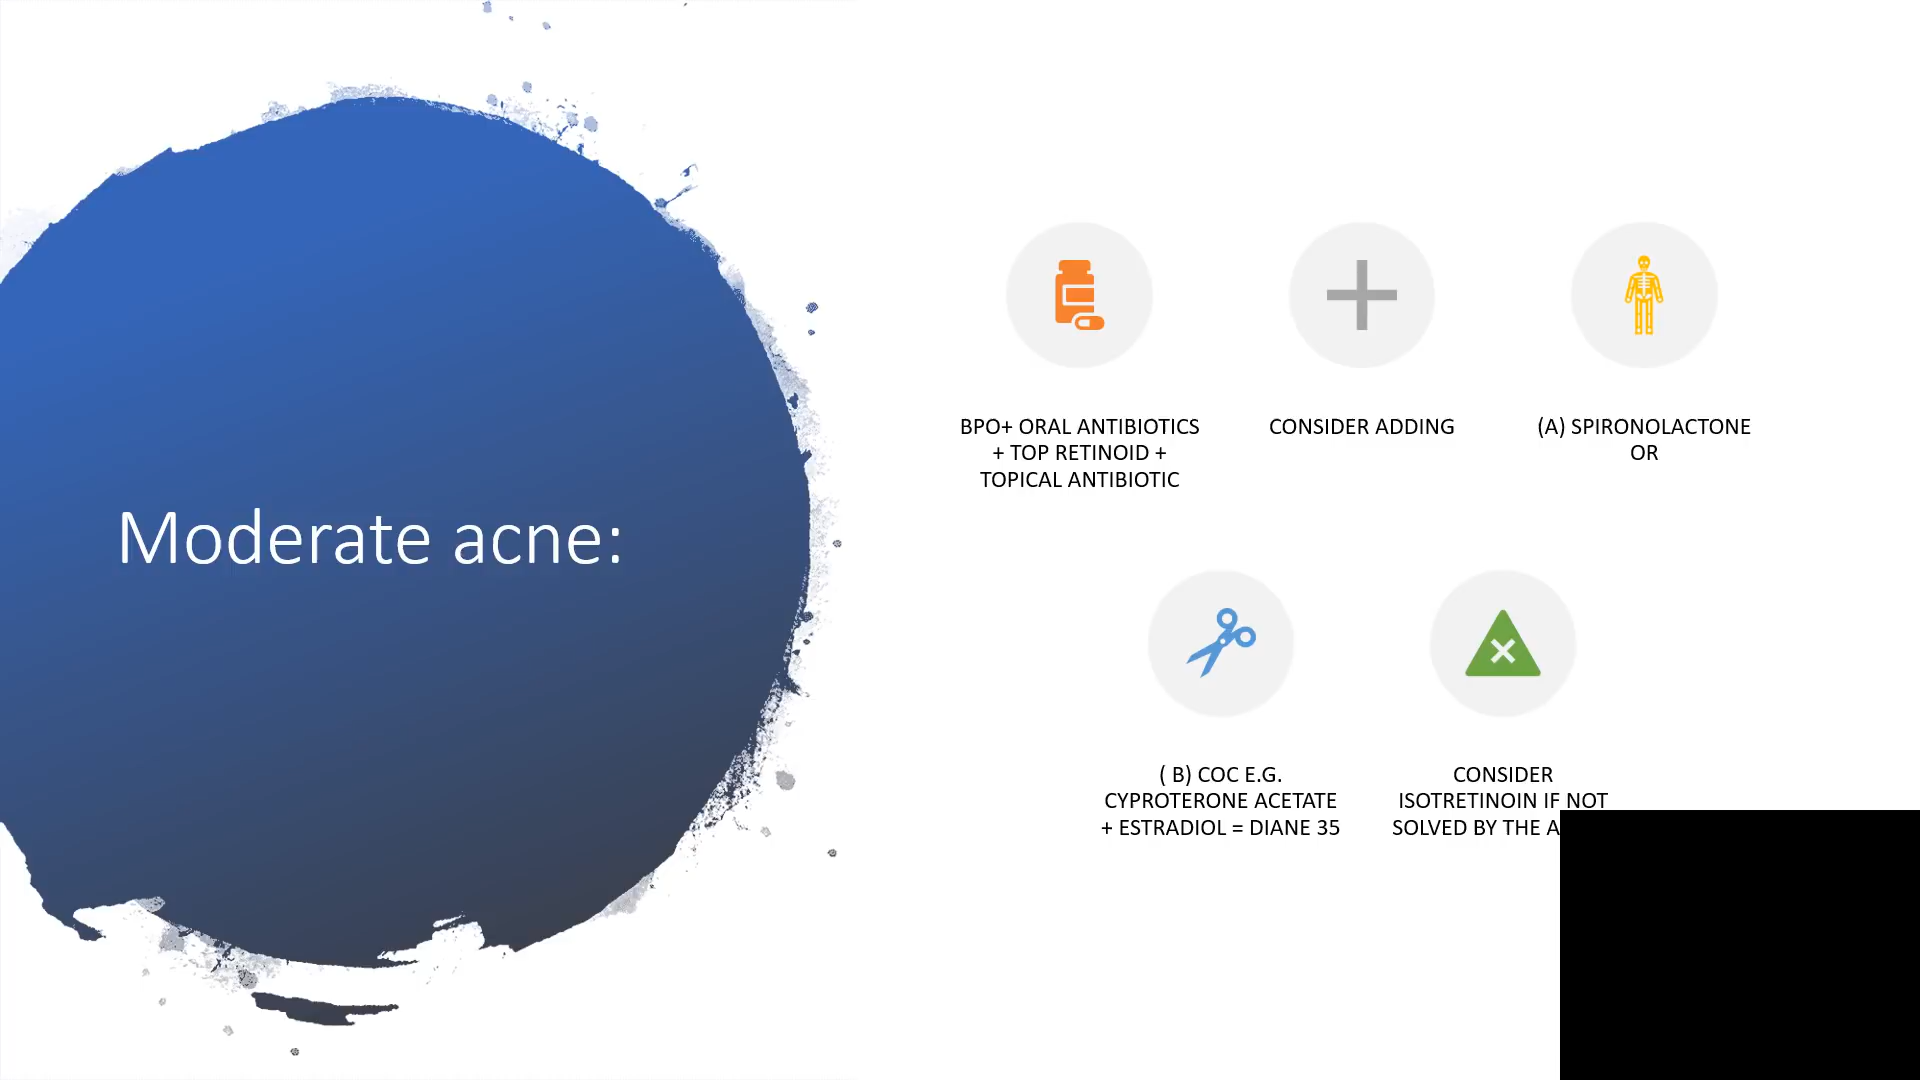 Moderate acne:
BPO+ ORAL ANTIBIOTICS
+ TOP RETINOID +
TOPICAL ANTIBIOTIC
CONSIDER ADDING
(A) SPIRONOLACTONE
OR
( B) COC E.G.
CYPROTERONE ACETATE
+ ESTRADIOL = DIANE 35
CONSIDER
ISOTRETINOIN IF NOT
SOLVED BY THE